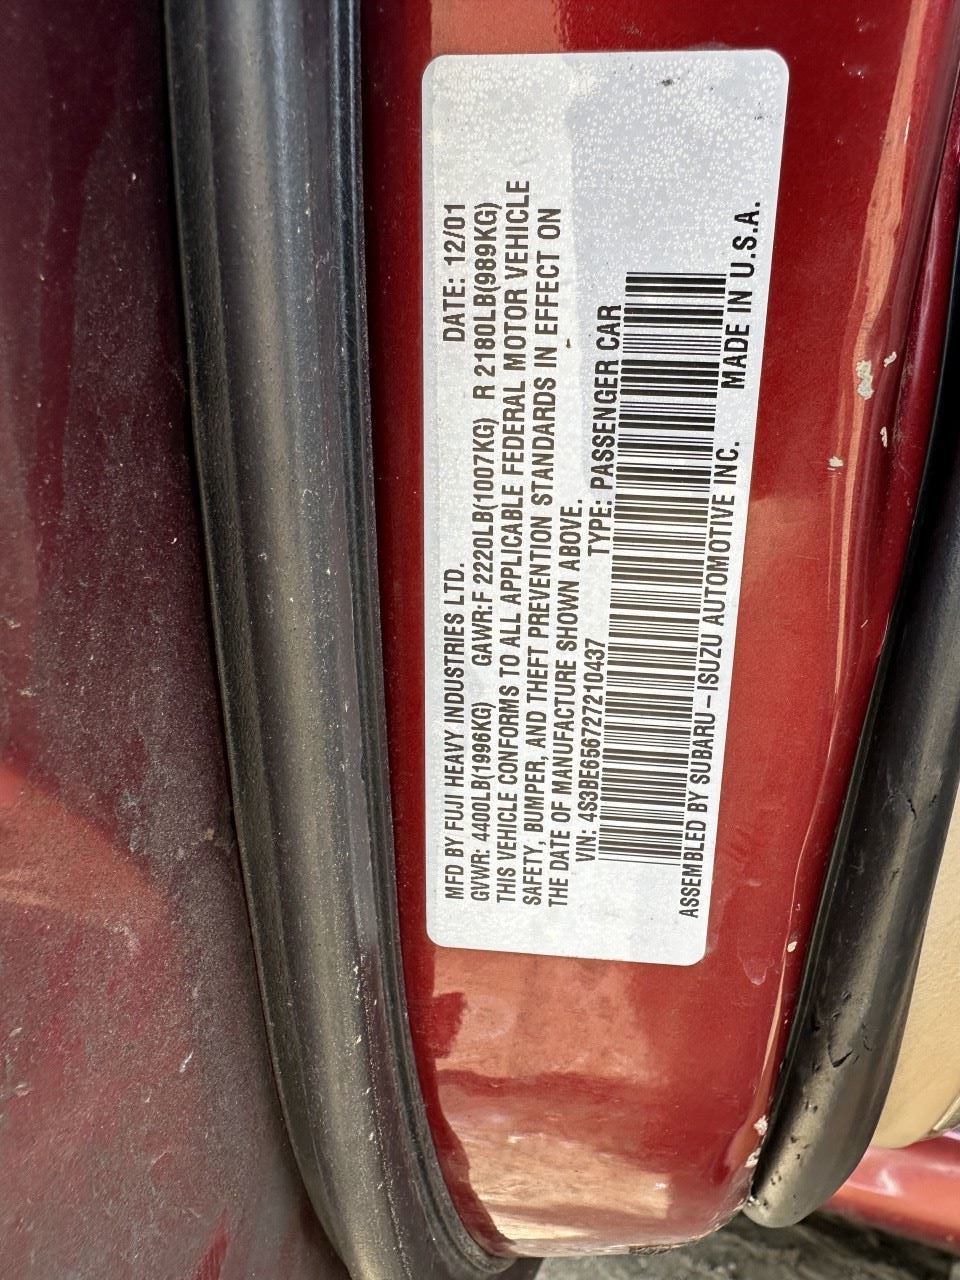 MFD BY FUJI HEAVY INDUSTRIES LTD. DATE: 12/01
GVWR: 4400LB(1996KG) GAWR:F 2220LB(1007KG) R 2180LB(989KG)
THIS VEHICLE CONFORMS TO ALL APPLICABLE FEDERAL MOTOR VEHICLE
SAFETY, BUMPER, AND THEFT PREVENTION STANDARDS IN EFFECT ON
THE DATE OF MANUFACTURE SHOWN ABOVE.
VIN: 4S3BE656727210437 TYPE: PASSENGER CAR
ASSEMBLED BY SUBARU-ISUZU AUTOMOTIVE INC. MADE IN U.S.A.